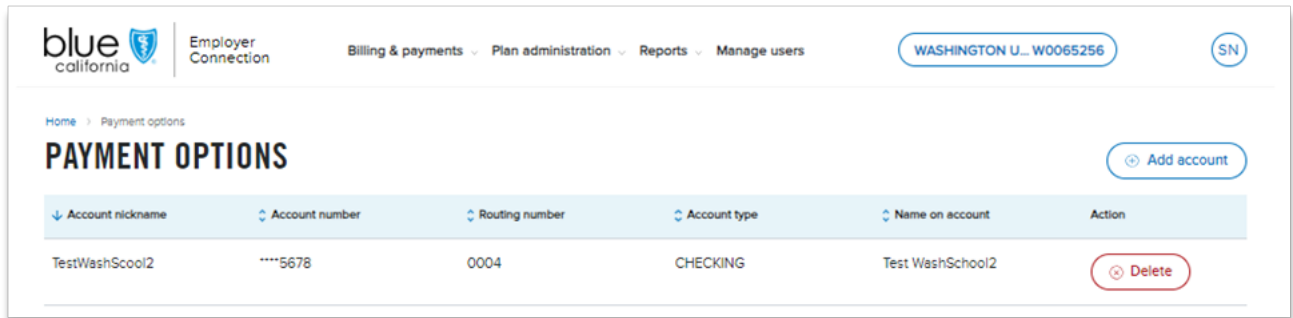 blue
california
Employer
Connection
Billing & payments
Plan administration
Reports
Manage users
WASHINGTON U... W0065256
SN
Home > Payment options
PAYMENT OPTIONS
Add account
Account nickname Account number Routing number Account type Name on account Action
TestWashScool2 ****5678 0004 CHECKING Test WashSchool2 Delete